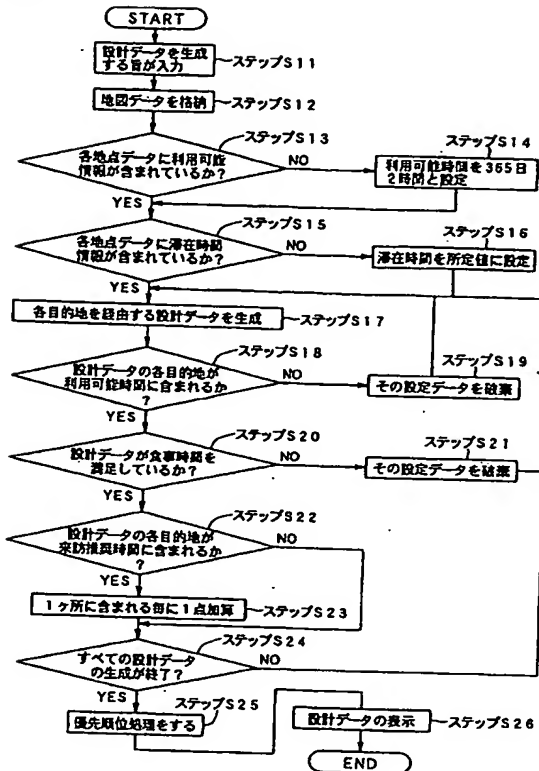 START
設計データを生成
する旨が入力
ステップS11
地図データを格納
ステップS12
ステップS13
各地点データに利用可能
情報が含まれているか?
NO
YES
ステップS14
利用可能時間を365日
2時間と設定
ステップS15
各地点データに滞在時間
情報が含まれているか?
NO
YES
ステップS16
滞在時間を所定値に設定
各目的地を経由する設計データを生成
ステップS17
ステップS18
設計データの各目的地が
利用可能時間に含まれるか
?
NO
YES
ステップS19
その設定データを破棄
ステップS20
設計データが食事時間を
満足しているか?
NO
YES
ステップS21
その設定データを破棄
ステップS22
設計データの各目的地が
来訪推奨時間に含まれるか
?
NO
YES
1ヶ所に含まれる毎に1点加算
ステップS23
ステップS24
すべての設計データ
の生成が終了?
NO
YES
ステップS25
優先順位処理をする
設計データの表示
ステップS26
END